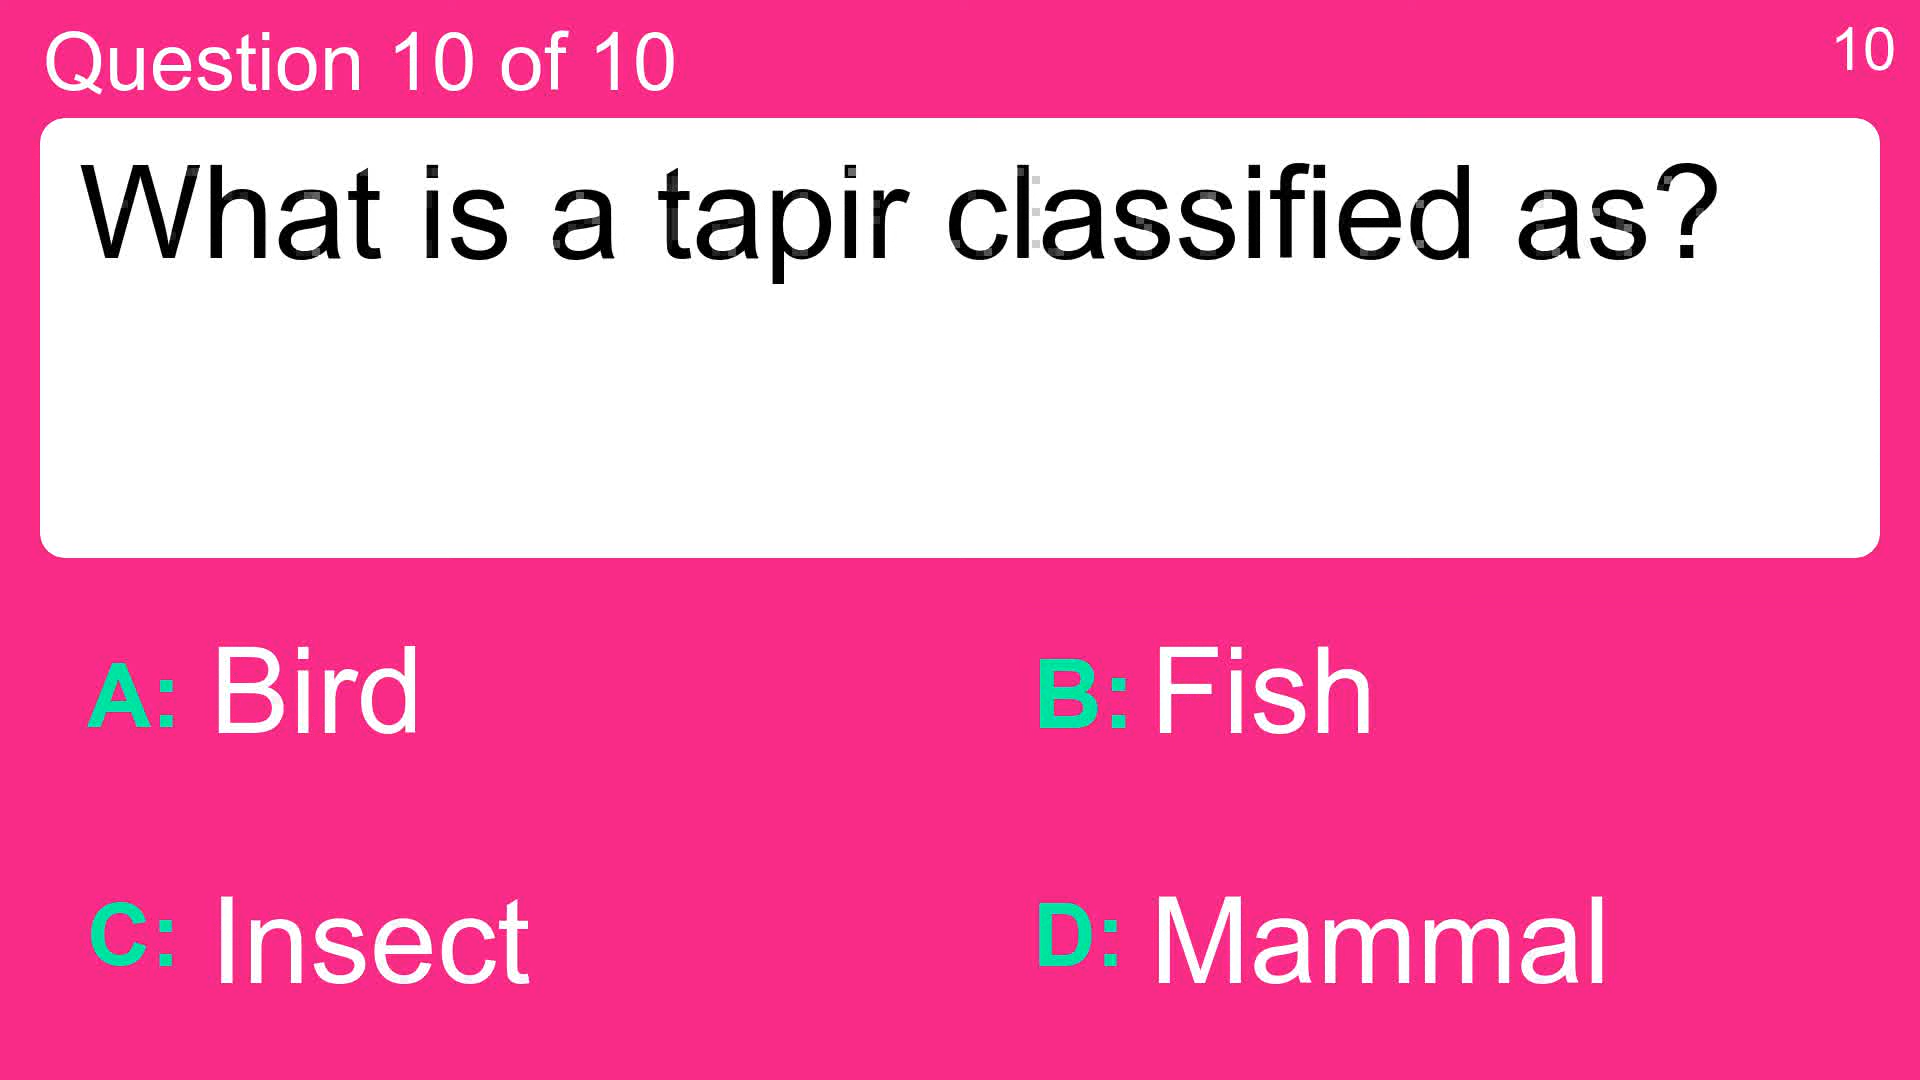 Question 10 of 10
10
What is a tapir classified as?
A: Bird
B: Fish
C: Insect
D: Mammal